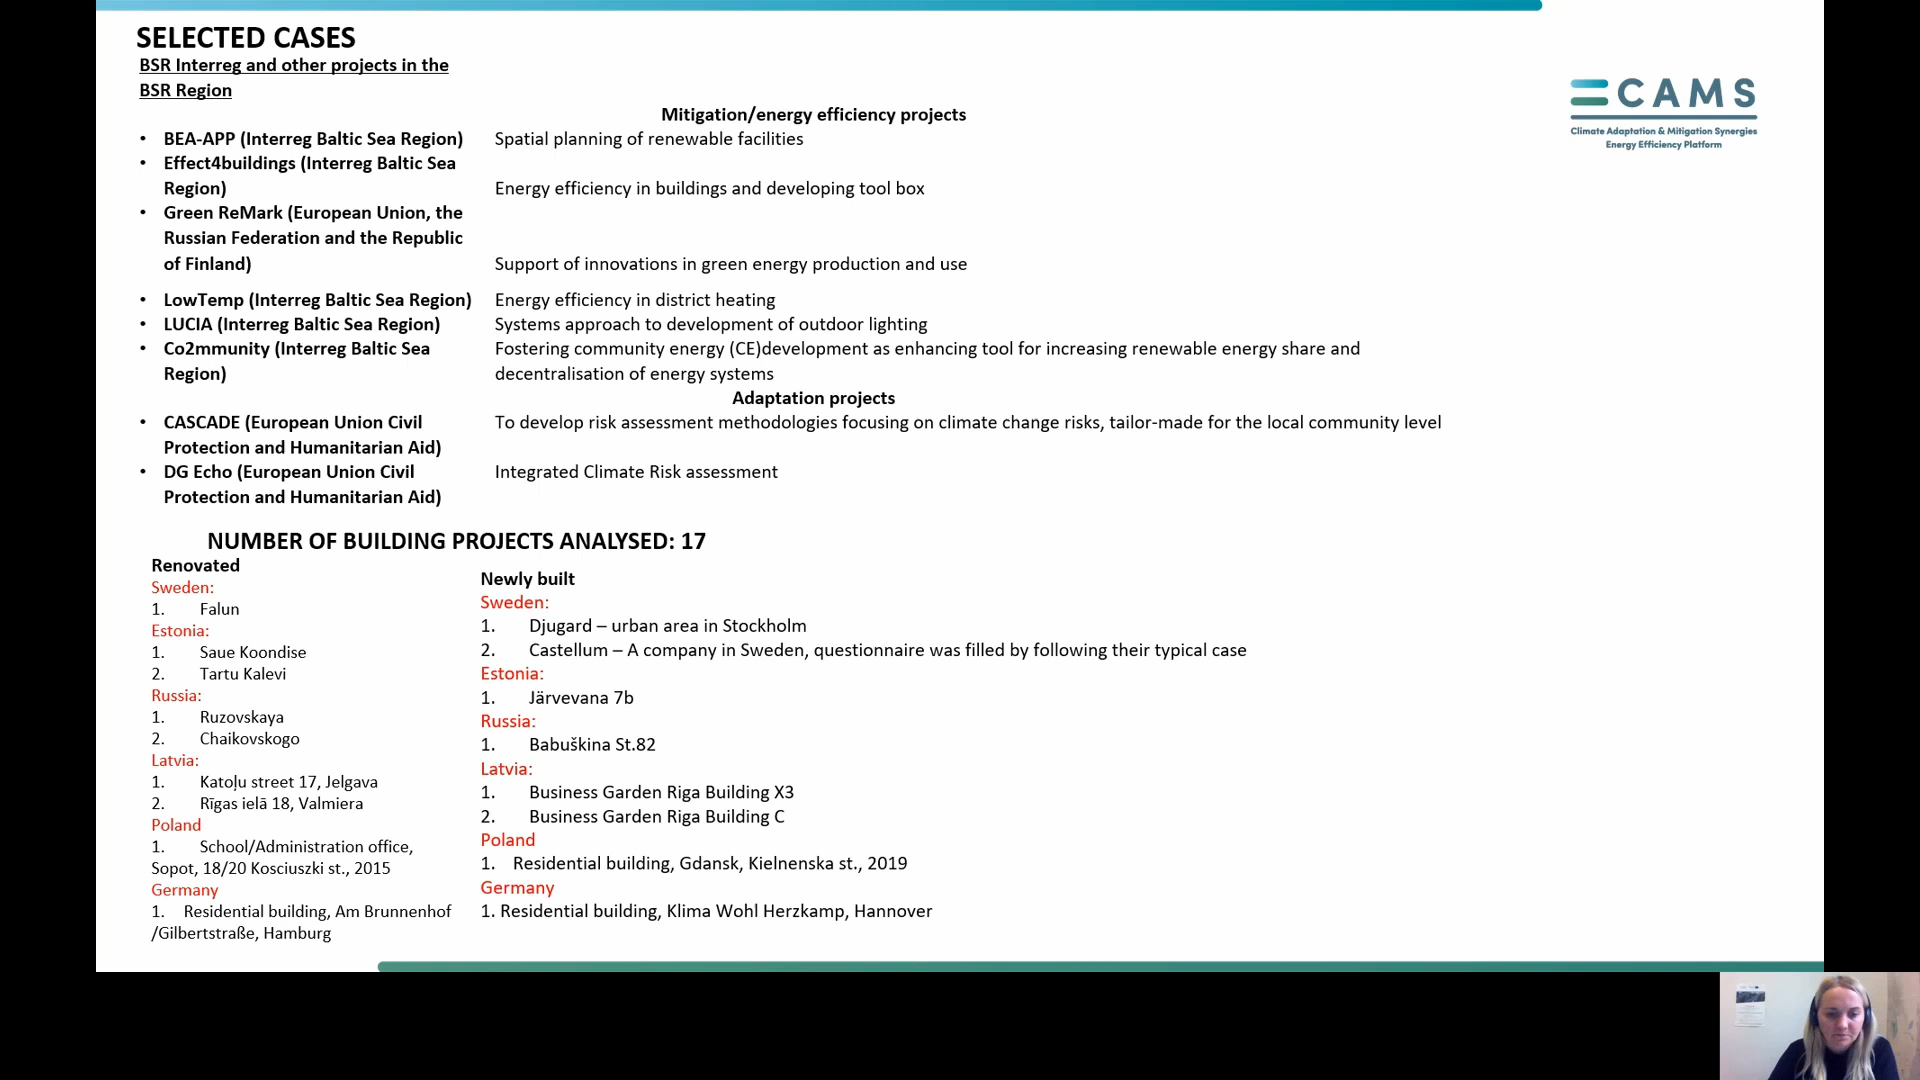 SELECTED CASES
BSR Interreg and other projects in the
BSR Region
CAMS
Climate Adaptation & Mitigation Synergies
Energy Efficiency Platform
Mitigation/energy efficiency projects
• BEA-APP (Interreg Baltic Sea Region) Spatial planning of renewable facilities
• Effect4buildings (Interreg Baltic Sea
Region) Energy efficiency in buildings and developing tool box
• Green ReMark (European Union, the
Russian Federation and the Republic
of Finland) Support of innovations in green energy production and use
• LowTemp (Interreg Baltic Sea Region) Energy efficiency in district heating
• LUCIA (Interreg Baltic Sea Region) Systems approach to development of outdoor lighting
• Co2mmunity (Interreg Baltic Sea Fostering community energy (CE)development as enhancing tool for increasing renewable energy share and
Region) decentralisation of energy systems
Adaptation projects
• CASCADE (European Union Civil To develop risk assessment methodologies focusing on climate change risks, tailor-made for the local community level
Protection and Humanitarian Aid)
• DG Echo (European Union Civil Integrated Climate Risk assessment
Protection and Humanitarian Aid)
NUMBER OF BUILDING PROJECTS ANALYSED: 17
Renovated
Sweden:
1. Falun
Estonia:
1. Saue Koondise
2. Tartu Kalevi
Russia:
1. Ruzovskaya
2. Chaikovskogo
Latvia:
1. Katoļu street 17, Jelgava
2. Rīgas ielā 18, Valmiera
Poland
1. School/Administration office,
Sopot, 18/20 Kosciuszki st., 2015
Germany
1. Residential building, Am Brunnenhof
/Gilbertstraße, Hamburg
Newly built
Sweden:
1. Djugard – urban area in Stockholm
2. Castellum – A company in Sweden, questionnaire was filled by following their typical case
Estonia:
1. Järvevana 7b
Russia:
1. Babuškina St.82
Latvia:
1. Business Garden Riga Building X3
2. Business Garden Riga Building C
Poland
1. Residential building, Gdansk, Kielnenska st., 2019
Germany
1. Residential building, Klima Wohl Herzkamp, Hannover